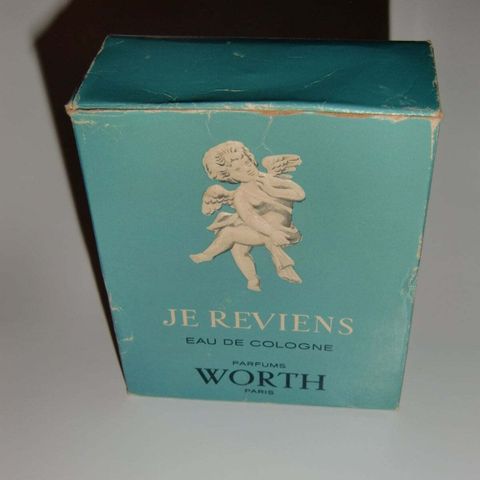 JE REVIENS
EAU DE COLOGNE
PARFUMS
WORTH
PARIS